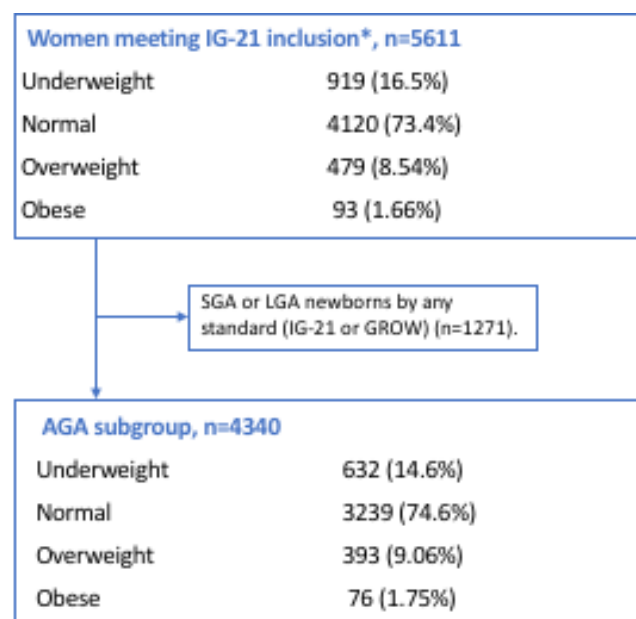 Women meeting IG-21 inclusion*, n=5611
Underweight 919 (16.5%)
Normal 4120 (73.4%)
Overweight 479 (8.54%)
Obese 93 (1.66%)
SGA or LGA newborns by any
standard (IG-21 or GROW) (n=1271).
AGA subgroup, n=4340
Underweight 632 (14.6%)
Normal 3239 (74.6%)
Overweight 393 (9.06%)
Obese 76 (1.75%)